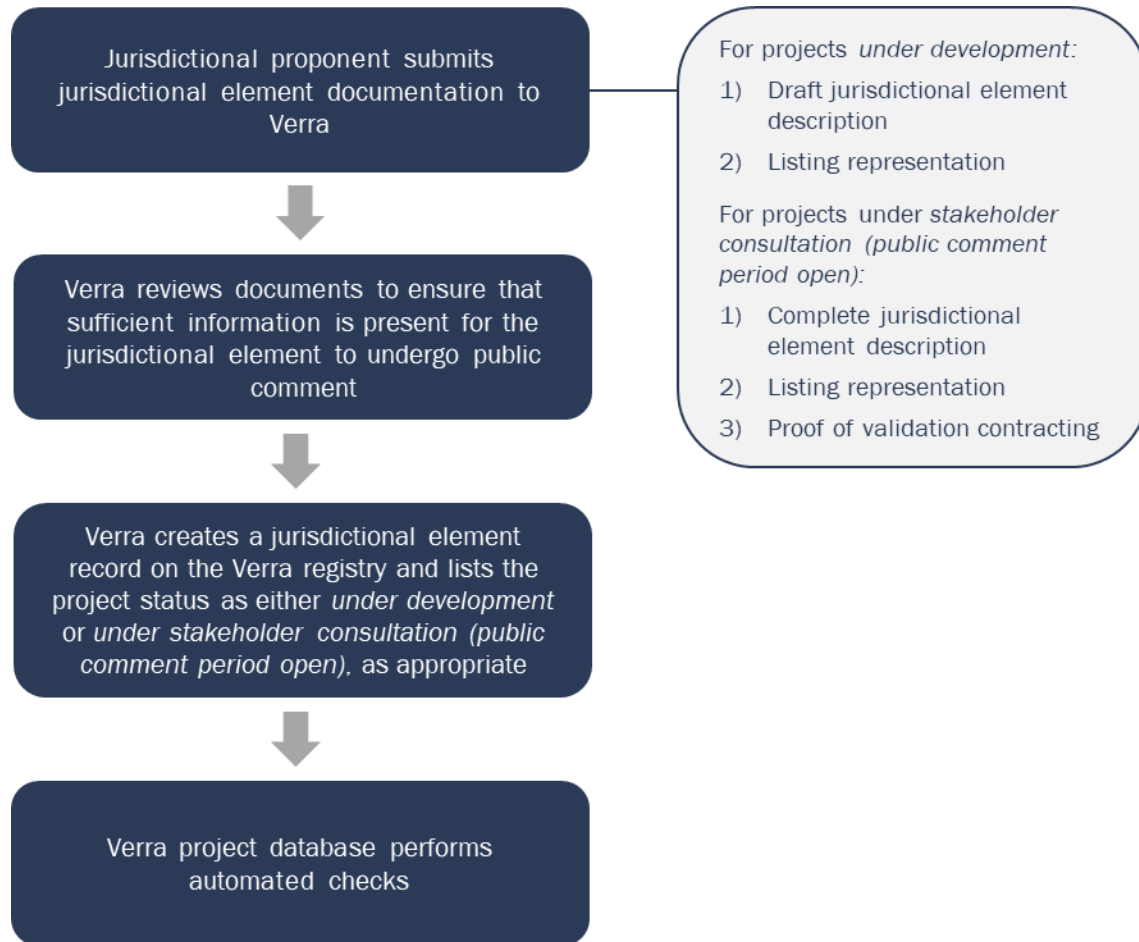 Jurisdictional proponent submits
jurisdictional element documentation to
Verra
For projects under development:
1) Draft jurisdictional element
description
2) Listing representation
For projects under stakeholder
consultation (public comment
period open):
1) Complete jurisdictional
element description
2) Listing representation
3) Proof of validation contracting
Verra reviews documents to ensure that
sufficient information is present for the
jurisdictional element to undergo public
comment
Verra creates a jurisdictional element
record on the Verra registry and lists the
project status as either under development
or under stakeholder consultation (public
comment period open), as appropriate
Verra project database performs
automated checks